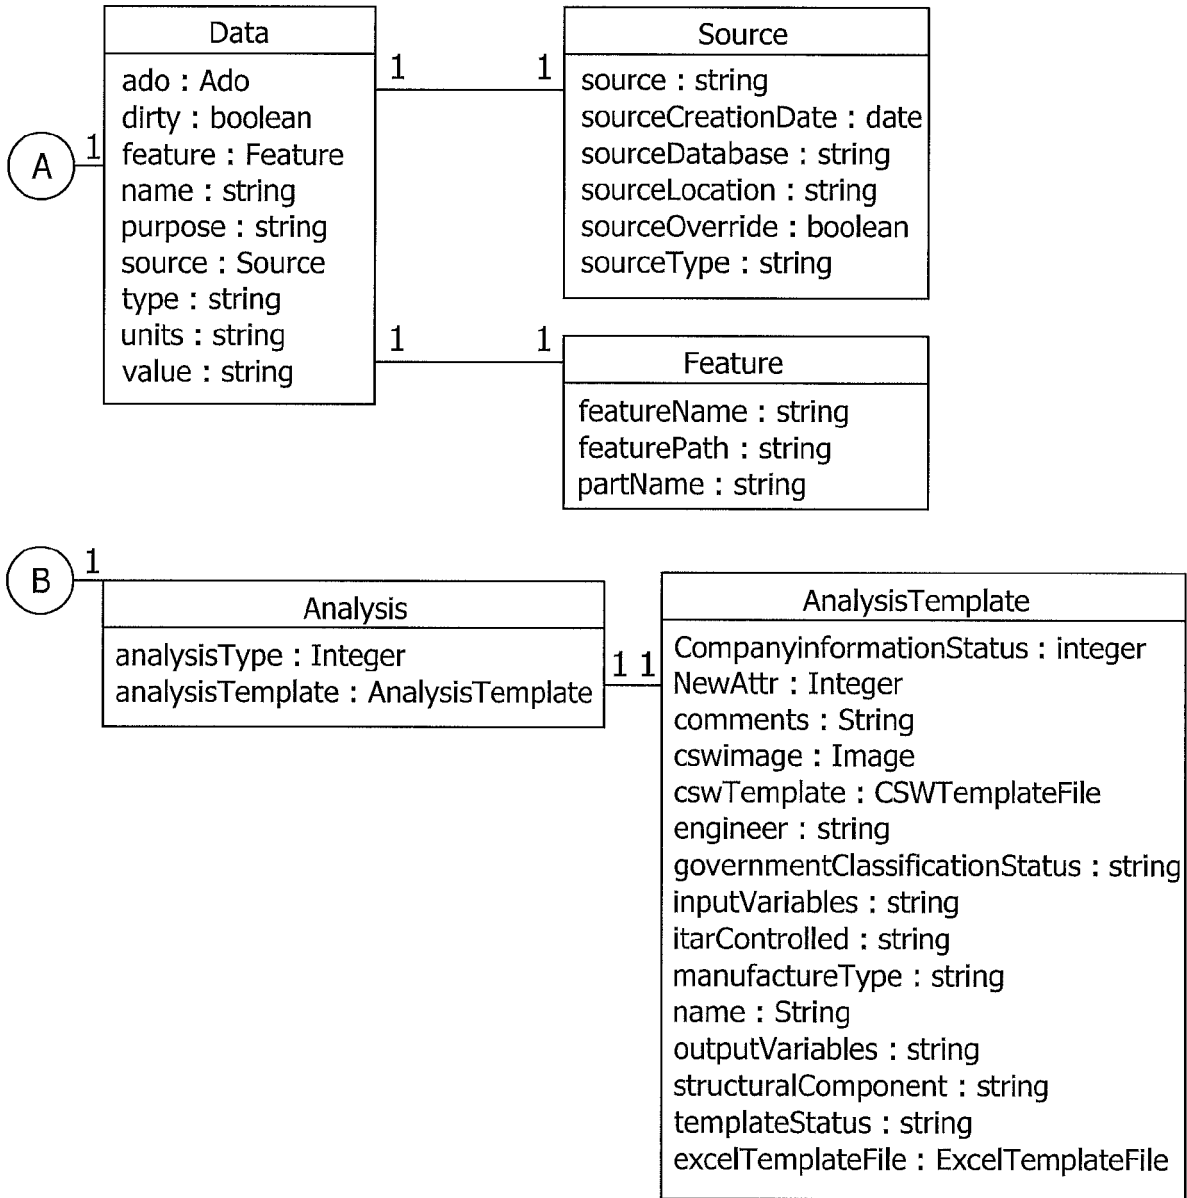 Data
ado : Ado
dirty : boolean
feature : Feature
name : string
purpose : string
source : Source
type : string
units : string
value : string
A
1
1
1
Source
source : string
sourceCreationDate : date
sourceDatabase : string
sourceLocation : string
sourceOverride : boolean
sourceType : string
1
1
Feature
featureName : string
featurePath : string
partName : string
B
1
Analysis
analysisType : Integer
analysisTemplate : AnalysisTemplate
1 1
AnalysisTemplate
CompanyinformationStatus : integer
NewAttr : Integer
comments : String
cswimage : Image
cswTemplate : CSWTemplateFile
engineer : string
governmentClassificationStatus : string
inputVariables : string
itarControlled : string
manufactureType : string
name : String
outputVariables : string
structuralComponent : string
templateStatus : string
excelTemplateFile : ExcelTemplateFile